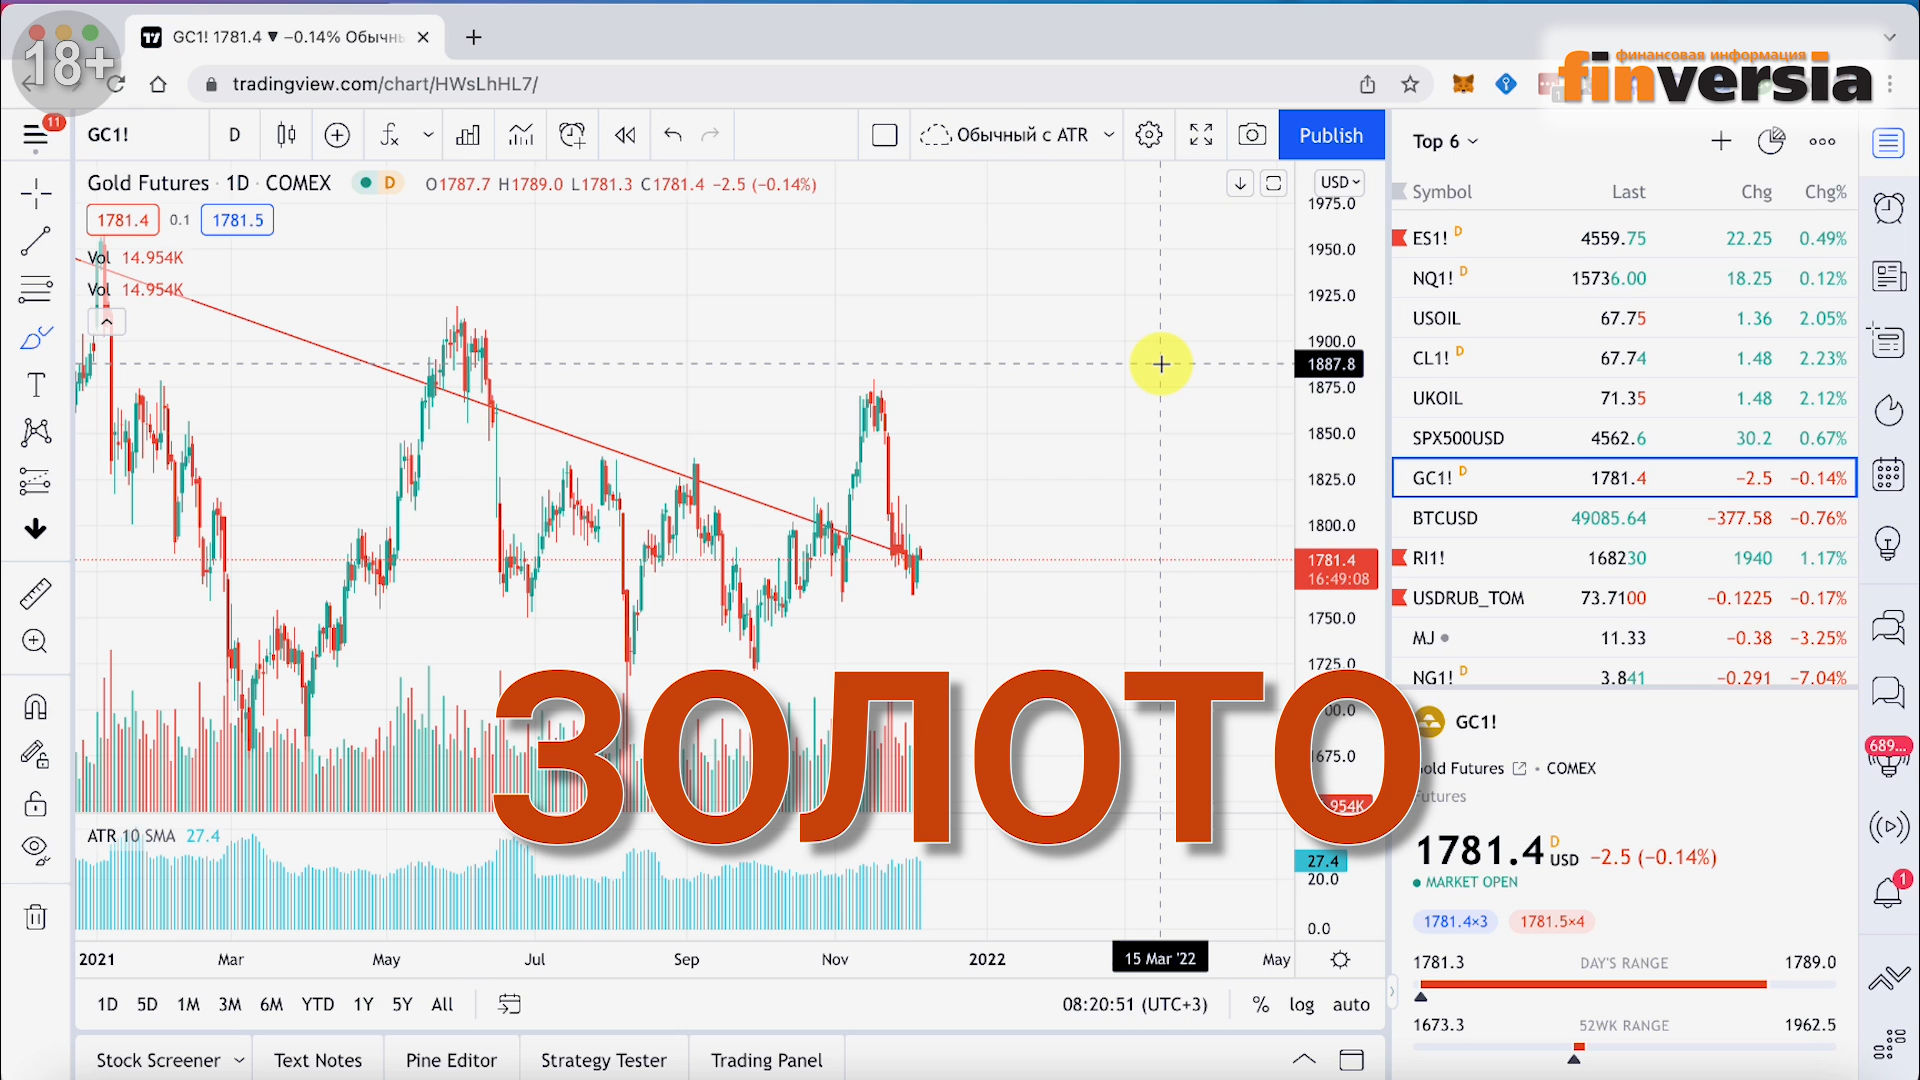 GC1! 1781.4 ▼ −0.14% Обычн
18+
tradingview.com/chart/HWsLhHL7/
финансовая информация
finversia
11
GC1!
D
Обычный с ATR
Publish
Gold Futures · 1D · COMEX
D
O1787.7 H1789.0 L1781.3 C1781.4 −2.5 (−0.14%)
1781.4
0.1
1781.5
Vol 14.954K
Vol 14.954K
USD
1975.0
1950.0
1925.0
1900.0
1887.8
1875.0
1850.0
1825.0
1800.0
1781.4
16:49:08
1750.0
1725.0
00.0
1675.0
954K
ЗОЛОТО
ATR 10 SMA 27.4
27.4
20.0
0.0
2021 Mar May Jul Sep Nov 2022 15 Mar '22 May
1D 5D 1M 3M 6M YTD 1Y 5Y All
08:20:51 (UTC+3)
% log auto
Stock Screener
Text Notes
Pine Editor
Strategy Tester
Trading Panel
Top 6
Symbol Last Chg Chg%
ES1! D 4559.75 22.25 0.49%
NQ1! D 15736.00 18.25 0.12%
USOIL 67.75 1.36 2.05%
CL1! D 67.74 1.48 2.23%
UKOIL 71.35 1.48 2.12%
SPX500USD 4562.6 30.2 0.67%
GC1! D 1781.4 −2.5 −0.14%
BTCUSD 49085.64 −377.58 −0.76%
RI1! 168230 1940 1.17%
USDRUB_TOM 73.7100 −0.1225 −0.17%
MJ 11.33 −0.38 −3.25%
NG1! D 3.841 −0.291 −7.04%
GC1!
old Futures • COMEX
utures
1781.4 D USD −2.5 (−0.14%)
MARKET OPEN
1781.4×3
1781.5×4
1781.3 DAY'S RANGE 1789.0
1673.3 52WK RANGE 1962.5
689...
1